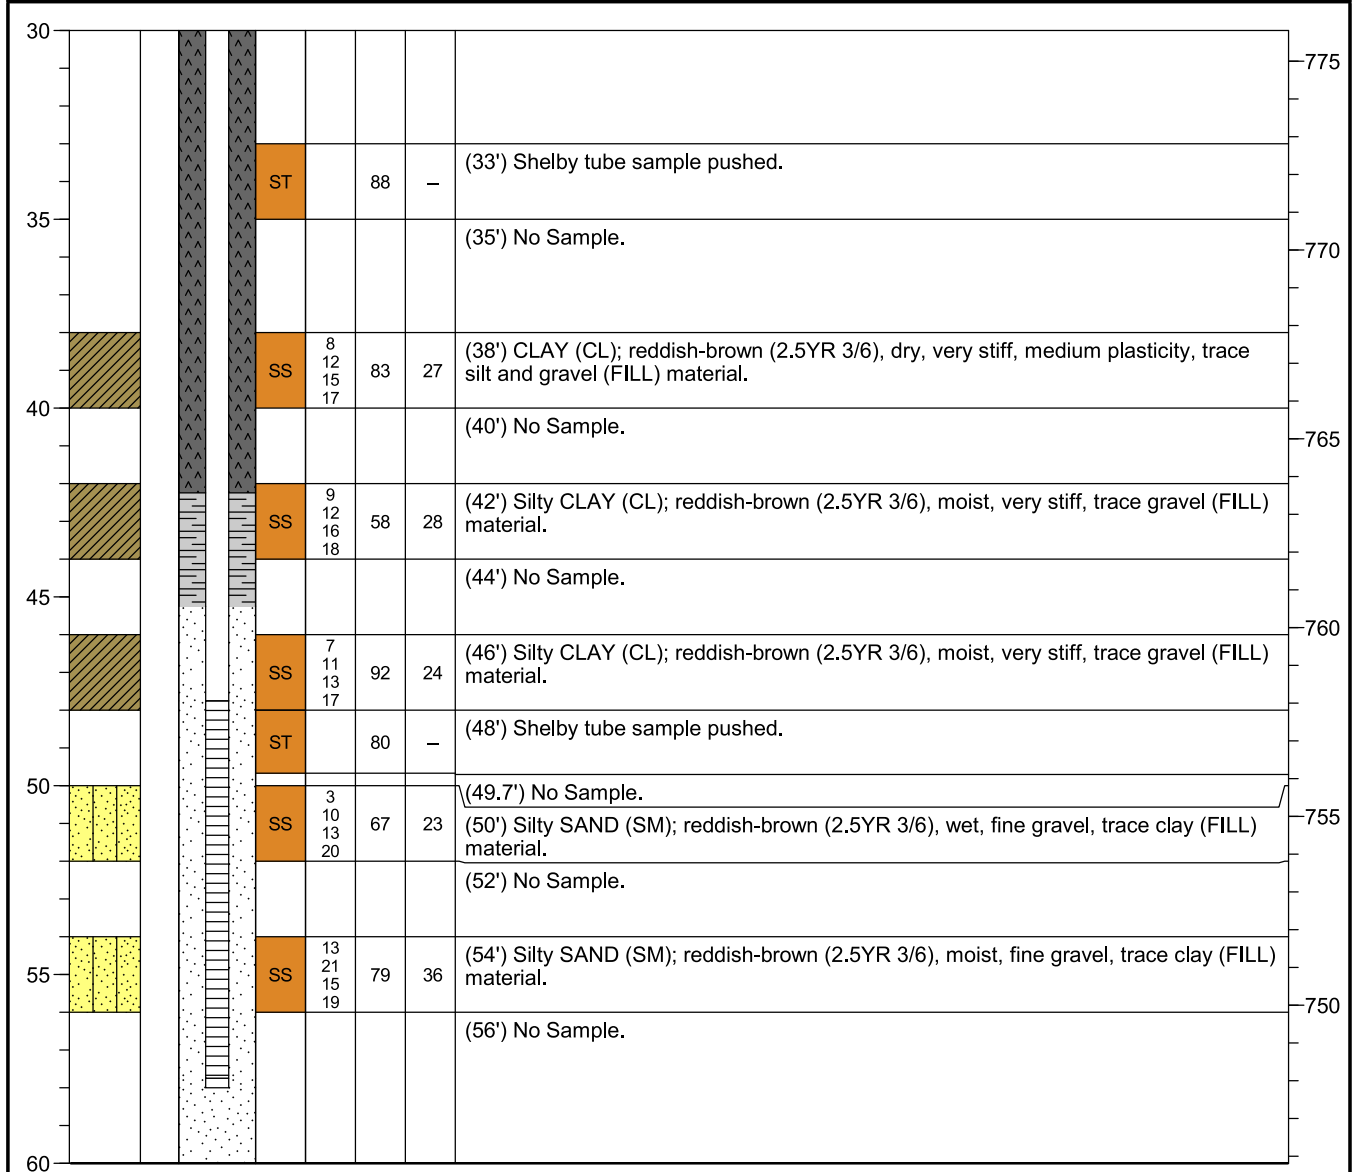 30
775
(33') Shelby tube sample pushed.
ST 88 –
35
(35') No Sample.
770
8
12
15
17
SS 83 27
(38') CLAY (CL); reddish-brown (2.5YR 3/6), dry, very stiff, medium plasticity, trace
silt and gravel (FILL) material.
40
(40') No Sample.
765
9
12
16
18
SS 58 28
(42') Silty CLAY (CL); reddish-brown (2.5YR 3/6), moist, very stiff, trace gravel (FILL)
material.
(44') No Sample.
45
760
7
11
13
17
SS 92 24
(46') Silty CLAY (CL); reddish-brown (2.5YR 3/6), moist, very stiff, trace gravel (FILL)
material.
ST 80 –
(48') Shelby tube sample pushed.
50
(49.7') No Sample.
3
10
13
20
SS 67 23
(50') Silty SAND (SM); reddish-brown (2.5YR 3/6), wet, fine gravel, trace clay (FILL)
material.
755
(52') No Sample.
13
21
15
19
SS 79 36
(54') Silty SAND (SM); reddish-brown (2.5YR 3/6), moist, fine gravel, trace clay (FILL)
material.
55
750
(56') No Sample.
60